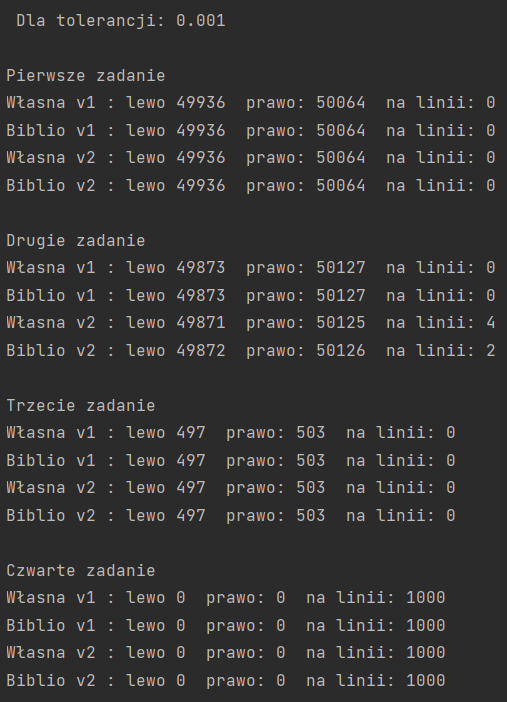 Dla tolerancji: 0.001
Pierwsze zadanie
Własna v1 : lewo 49936  prawo: 50064  na linii: 0
Biblio v1 : lewo 49936  prawo: 50064  na linii: 0
Własna v2 : lewo 49936  prawo: 50064  na linii: 0
Biblio v2 : lewo 49936  prawo: 50064  na linii: 0
Drugie zadanie
Własna v1 : lewo 49873  prawo: 50127  na linii: 0
Biblio v1 : lewo 49873  prawo: 50127  na linii: 0
Własna v2 : lewo 49871  prawo: 50125  na linii: 4
Biblio v2 : lewo 49872  prawo: 50126  na linii: 2
Trzecie zadanie
Własna v1 : lewo 497  prawo: 503  na linii: 0
Biblio v1 : lewo 497  prawo: 503  na linii: 0
Własna v2 : lewo 497  prawo: 503  na linii: 0
Biblio v2 : lewo 497  prawo: 503  na linii: 0
Czwarte zadanie
Własna v1 : lewo 0  prawo: 0  na linii: 1000
Biblio v1 : lewo 0  prawo: 0  na linii: 1000
Własna v2 : lewo 0  prawo: 0  na linii: 1000
Biblio v2 : lewo 0  prawo: 0  na linii: 1000